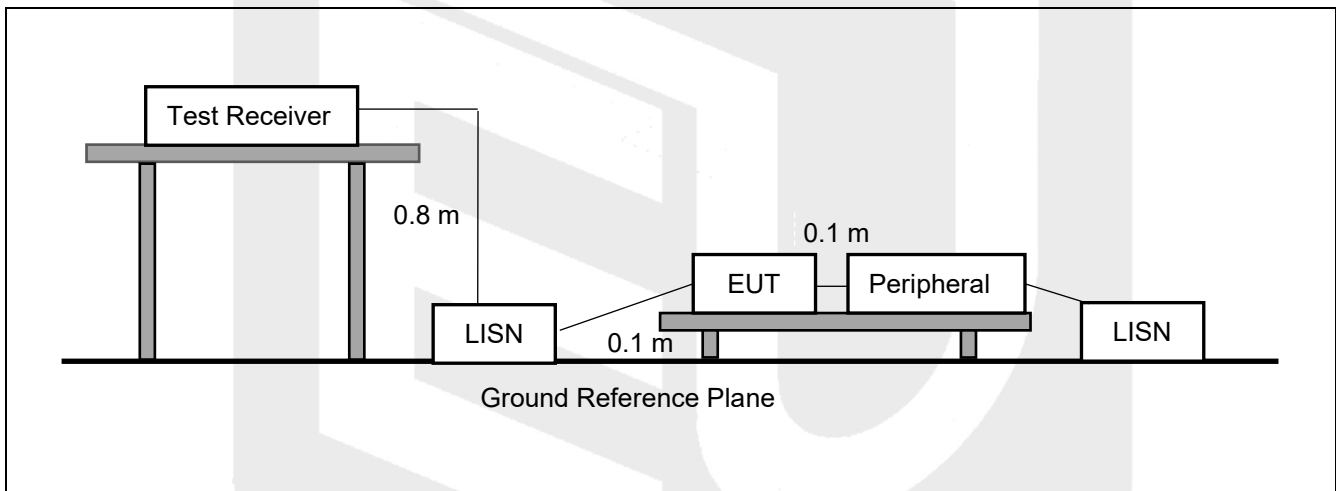 Test Receiver
0.8 m
0.1 m
EUT
Peripheral
LISN
0.1 m
LISN
Ground Reference Plane